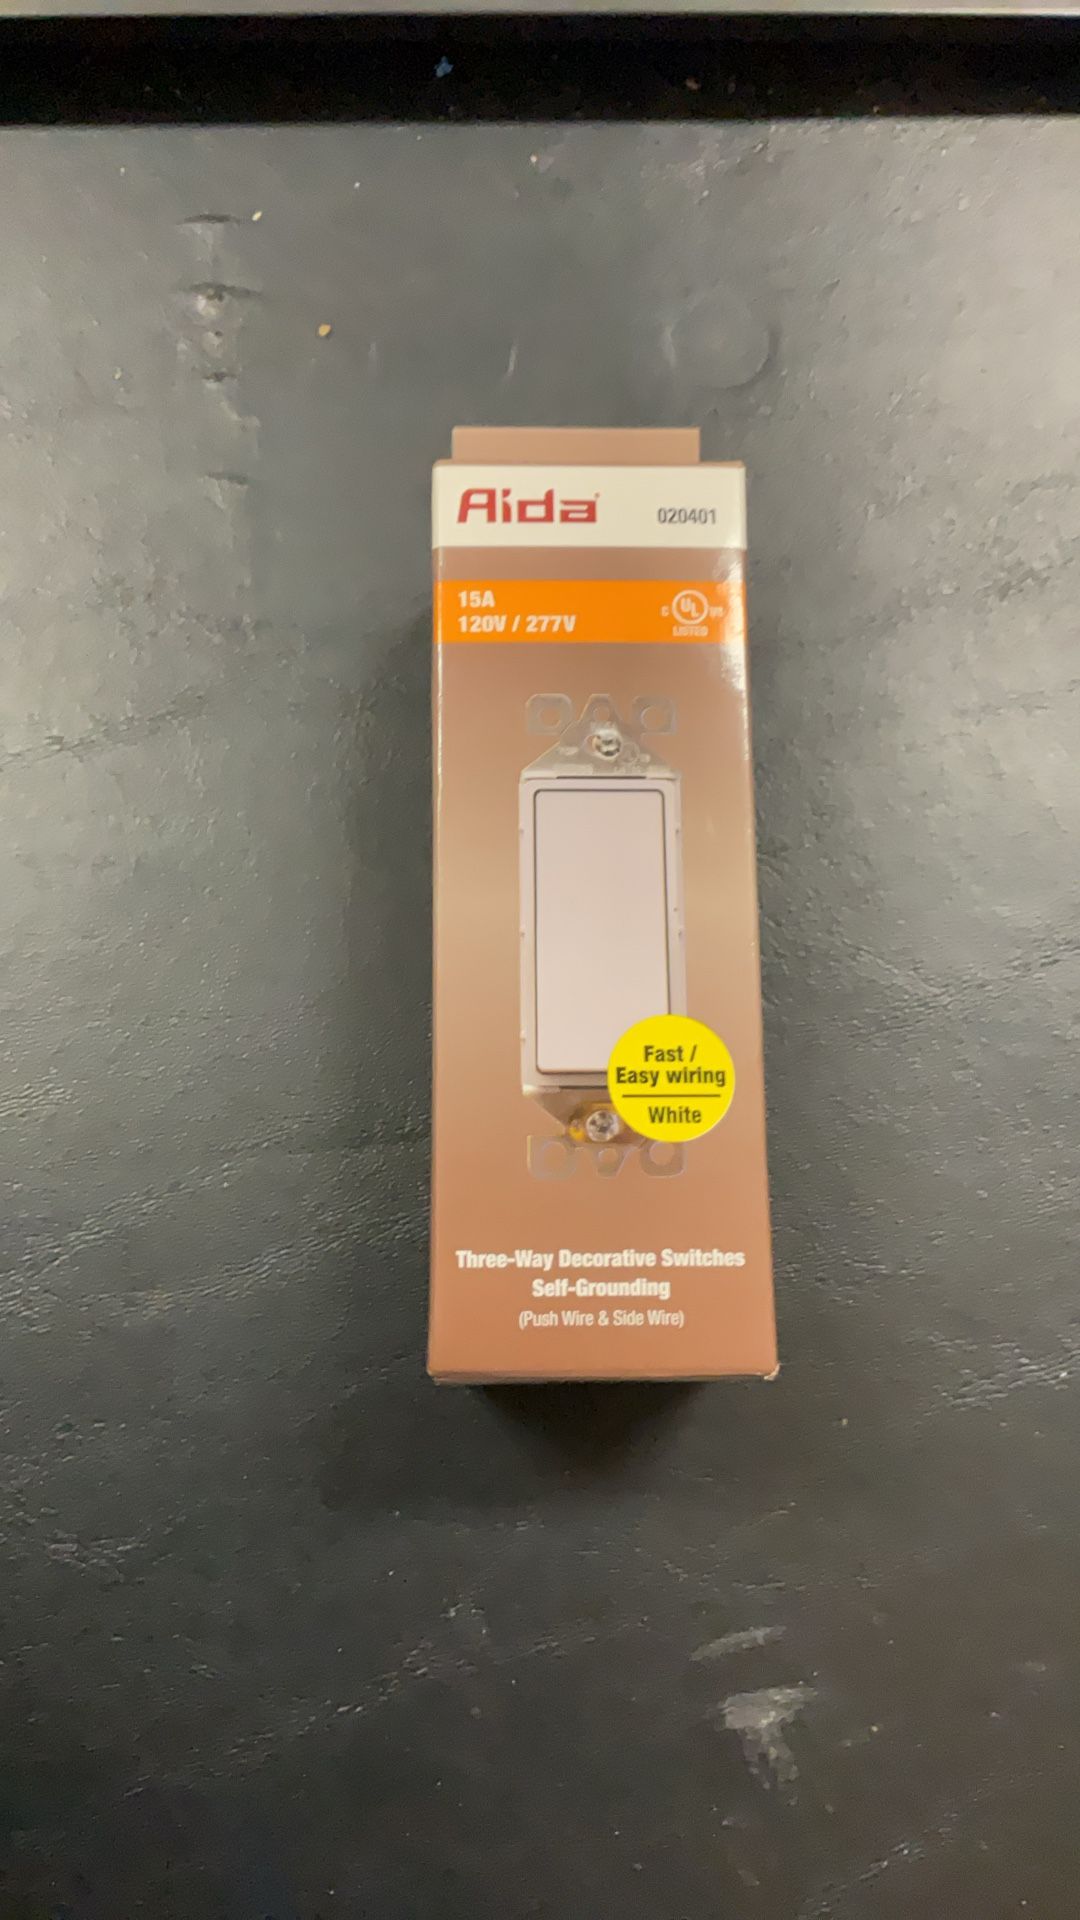 Aida
020401
15A
120V / 277V
C UL US
LISTED
Fast /
Easy wiring
White
Three-Way Decorative Switches
Self-Grounding
(Push Wire & Side Wire)